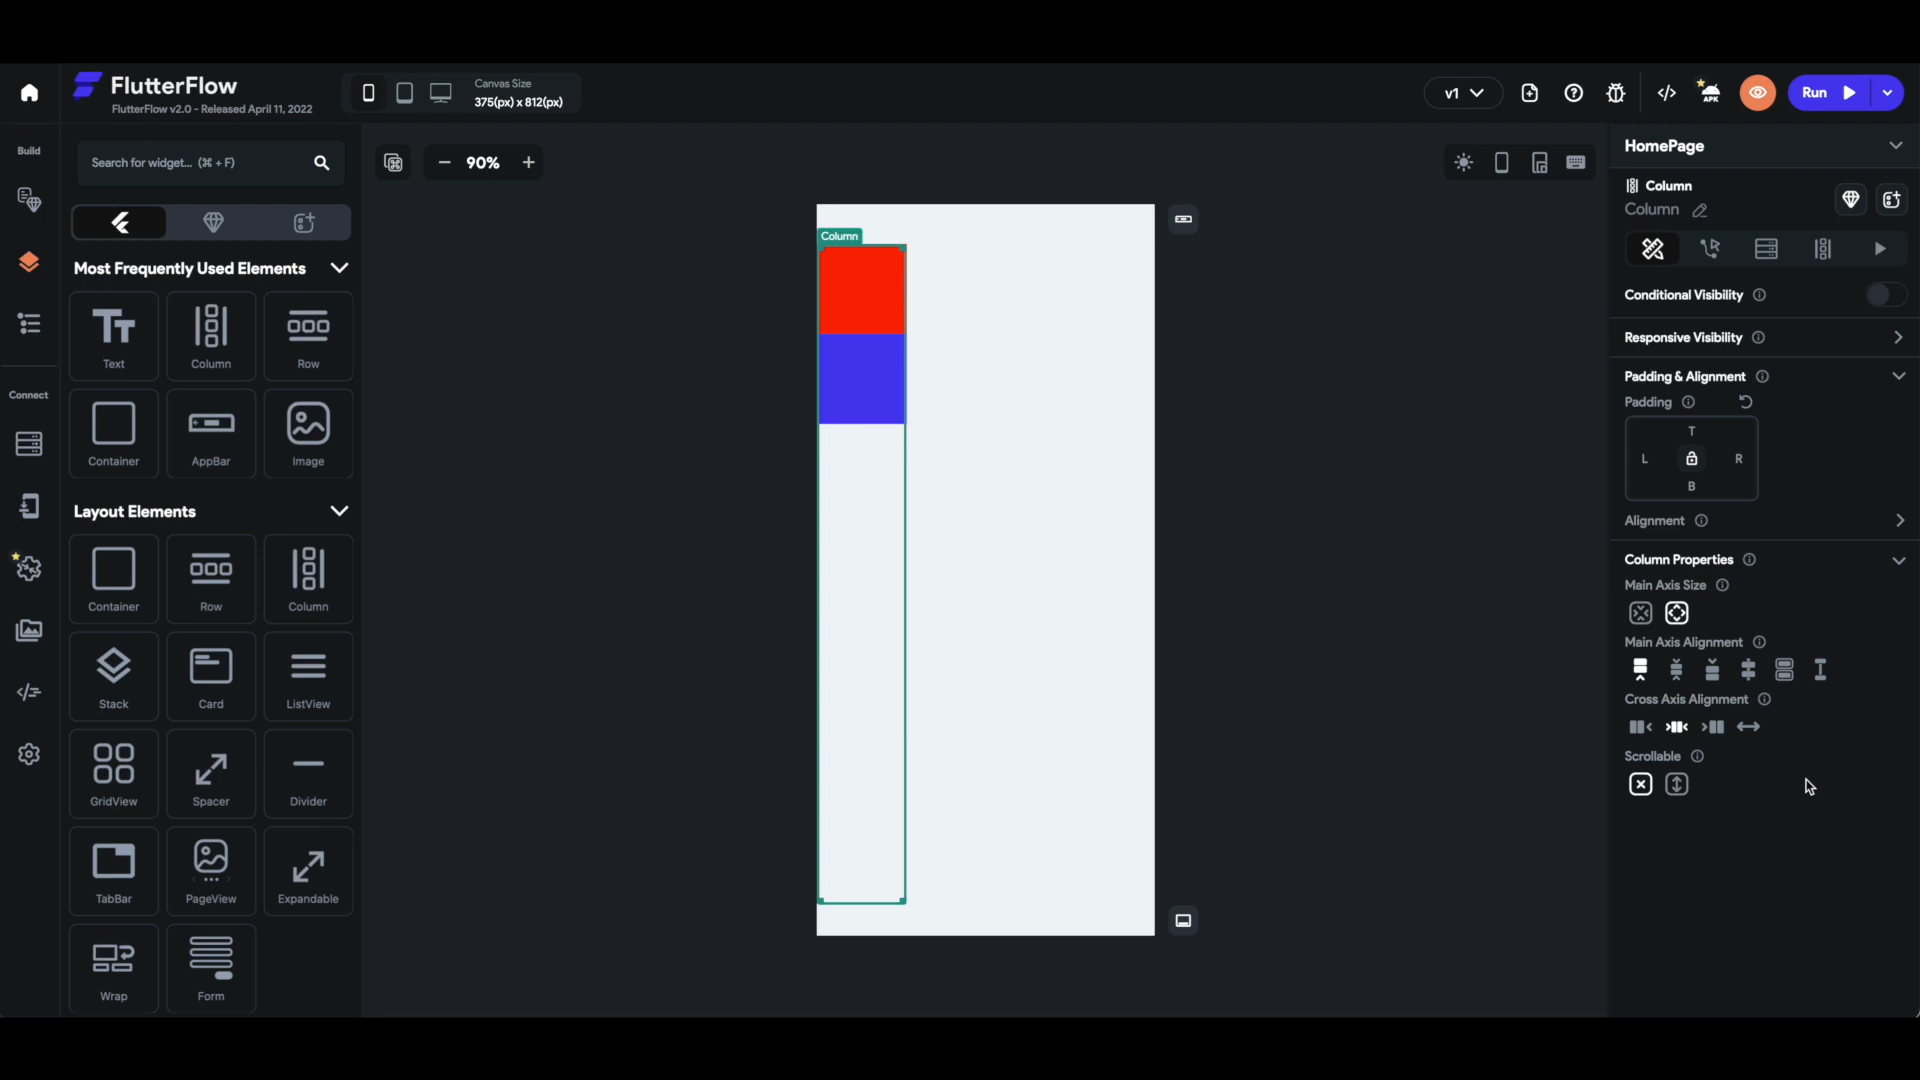 FlutterFlow
FlutterFlow v2.0 - Released April 11, 2022
Canvas Size
375(px) x 812(px)
v1
APK
Run
Build
Search for widget... (⌘ + F)
90%
Most Frequently Used Elements
Text
Column
Row
Container
AppBar
Image
Connect
Layout Elements
Container
Row
Column
Stack
Card
ListView
GridView
Spacer
Divider
TabBar
PageView
Expandable
Wrap
Form
Column
HomePage
Column
Column
Conditional Visibility
Responsive Visibility
Padding & Alignment
Padding
T
L
R
B
Alignment
Column Properties
Main Axis Size
Main Axis Alignment
Cross Axis Alignment
Scrollable